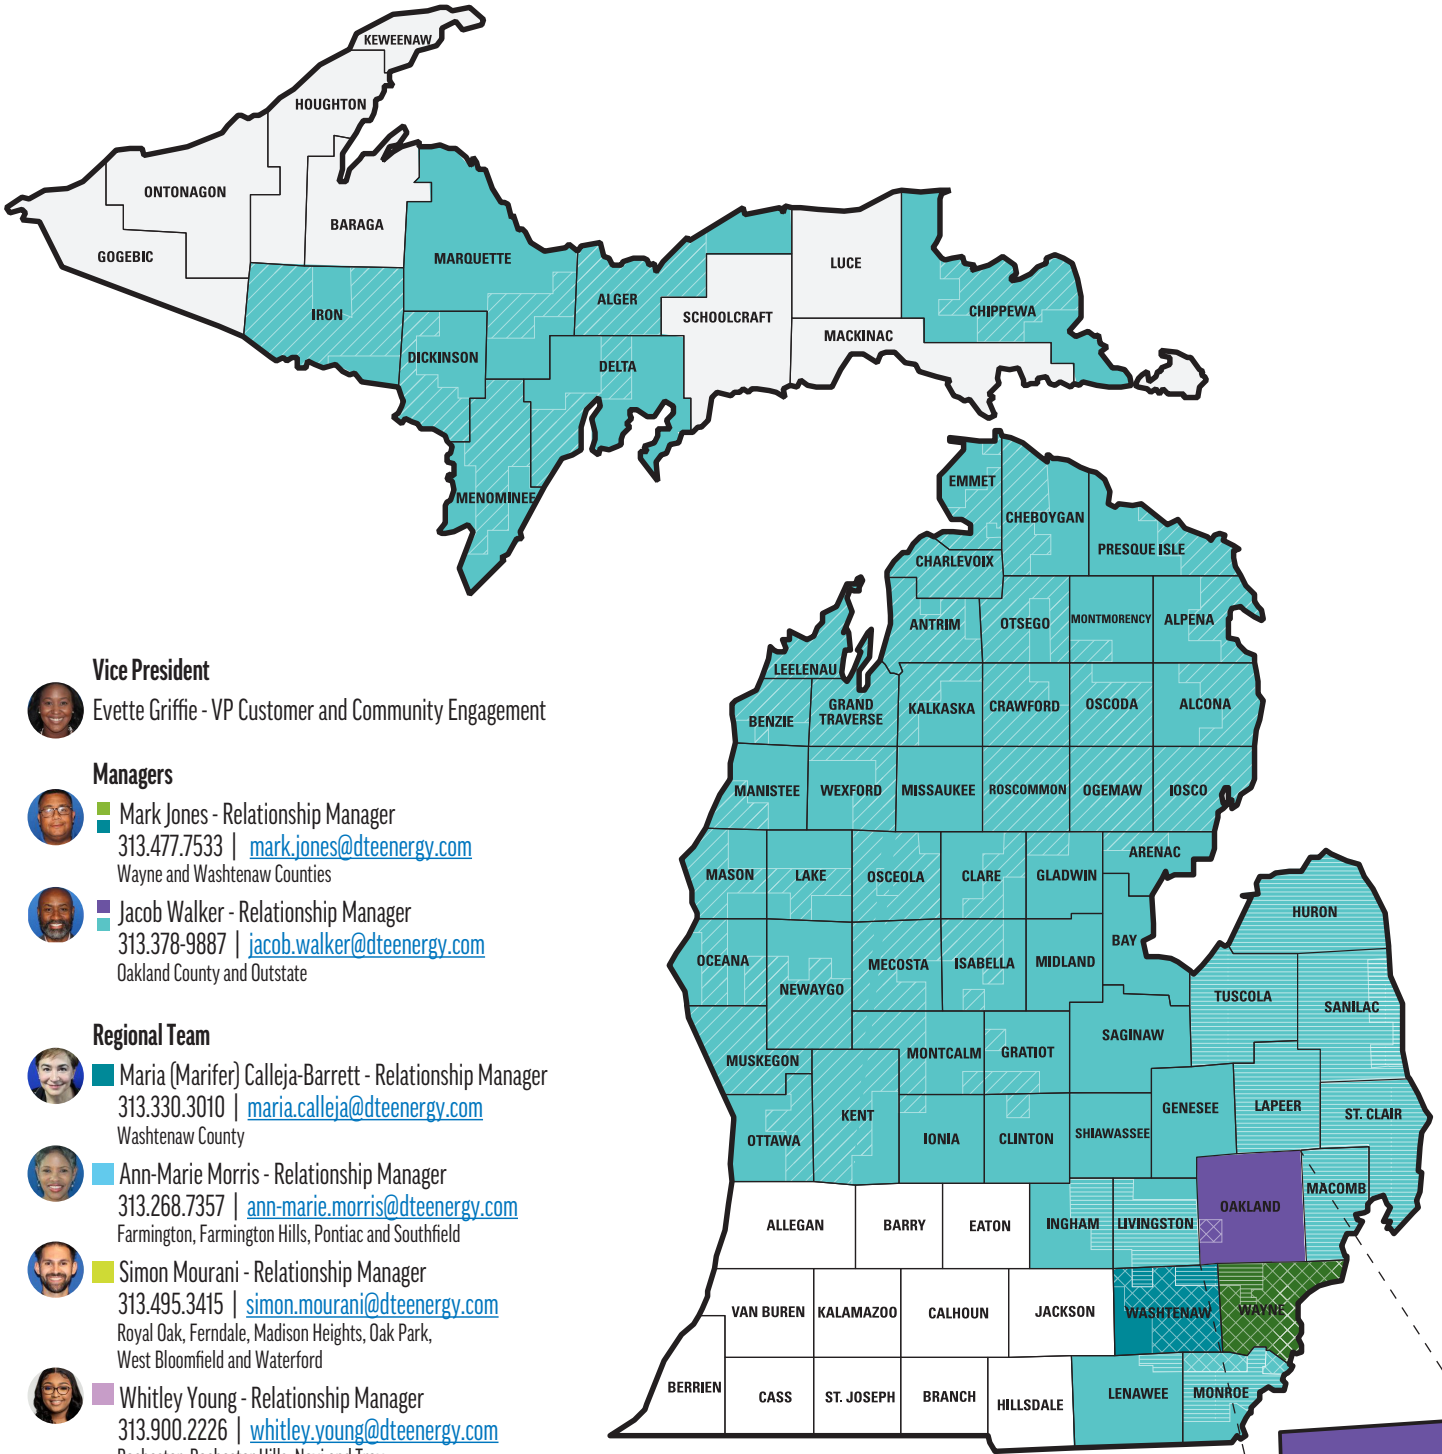 KEWEENAW
HOUGHTON
ONTONAGON
BARAGA
GOGEBIC
MARQUETTE
LUCE
ALGER
CHIPPEWA
IRON
SCHOOLCRAFT
MACKINAC
DICKINSON
DELTA
MENOMINEE
EMMET
CHEBOYGAN
PRESQUE ISLE
CHARLEVOIX
ANTRIM
OTSEGO
MONTMORENCY
ALPENA
LEELENAU
BENZIE
GRAND
TRAVERSE
KALKASKA
CRAWFORD
OSCODA
ALCONA
MANISTEE
WEXFORD
MISSAUKEE
ROSCOMMON
OGEMAW
IOSCO
ARENAC
MASON
LAKE
OSCEOLA
CLARE
GLADWIN
HURON
BAY
OCEANA
NEWAYGO
MECOSTA
ISABELLA
MIDLAND
TUSCOLA
SANILAC
MUSKEGON
MONTCALM
GRATIOT
SAGINAW
OTTAWA
KENT
IONIA
CLINTON
SHIAWASSEE
GENESEE
LAPEER
ST. CLAIR
ALLEGAN
BARRY
EATON
INGHAM
LIVINGSTON
OAKLAND
MACOMB
VAN BUREN
KALAMAZOO
CALHOUN
JACKSON
WASHTENAW
WAYNE
BERRIEN
CASS
ST. JOSEPH
BRANCH
HILLSDALE
LENAWEE
MONROE
Vice President
Evette Griffie - VP Customer and Community Engagement
Managers
Mark Jones - Relationship Manager
313.477.7533 | mark.jones@dteenergy.com
Wayne and Washtenaw Counties
Jacob Walker - Relationship Manager
313.378-9887 | jacob.walker@dteenergy.com
Oakland County and Outstate
Regional Team
Maria (Marifer) Calleja-Barrett - Relationship Manager
313.330.3010 | maria.calleja@dteenergy.com
Washtenaw County
Ann-Marie Morris - Relationship Manager
313.268.7357 | ann-marie.morris@dteenergy.com
Farmington, Farmington Hills, Pontiac and Southfield
Simon Mourani - Relationship Manager
313.495.3415 | simon.mourani@dteenergy.com
Royal Oak, Ferndale, Madison Heights, Oak Park,
West Bloomfield and Waterford
Whitley Young - Relationship Manager
313.900.2226 | whitley.young@dteenergy.com
Rochester, Rochester Hills, Novi and Troy